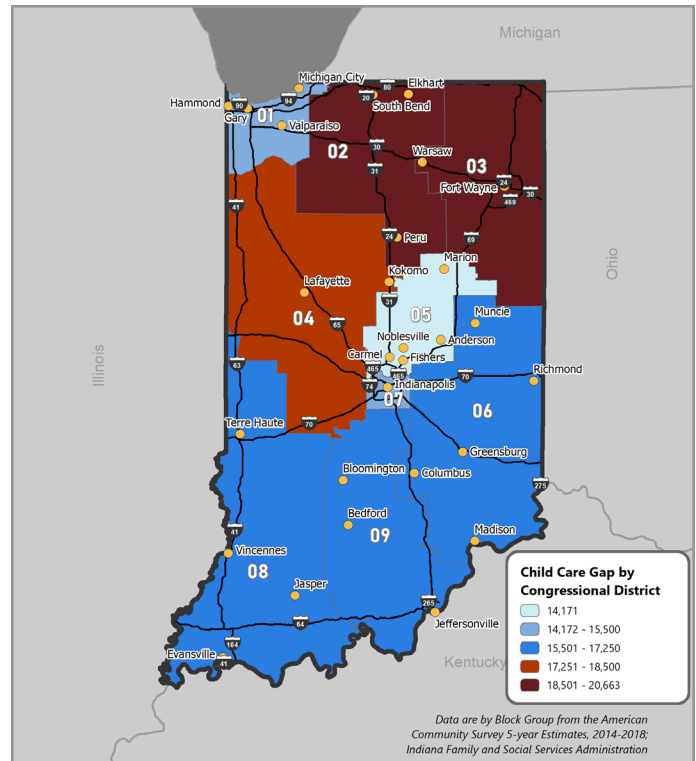 Michigan
Michigan City
80
Elkhart
Hammond
90
94
20
South Bend
Gary
01
Valparaiso
02
30
Warsaw
03
31
24
Fort Wayne
30
469
41
24
Peru
69
Marion
Ohio
Kokomo
Lafayette
31
05
04
65
Muncie
Noblesville
Anderson
Illinois
Carmel
Fishers
63
465
465
70
Richmond
74
Indianapolis
07
06
Terre Haute
70
Greensburg
Bloomington
Columbus
275
Bedford
09
Madison
41
Vincennes
08
Jasper
265
64
Jeffersonville
164
Evansville
41
Kentucky
Child Care Gap by
Congressional District
14,171
14,172 - 15,500
15,501 - 17,250
17,251 - 18,500
18,501 - 20,663
Data are by Block Group from the American
Community Survey 5-year Estimates, 2014-2018;
Indiana Family and Social Services Administration